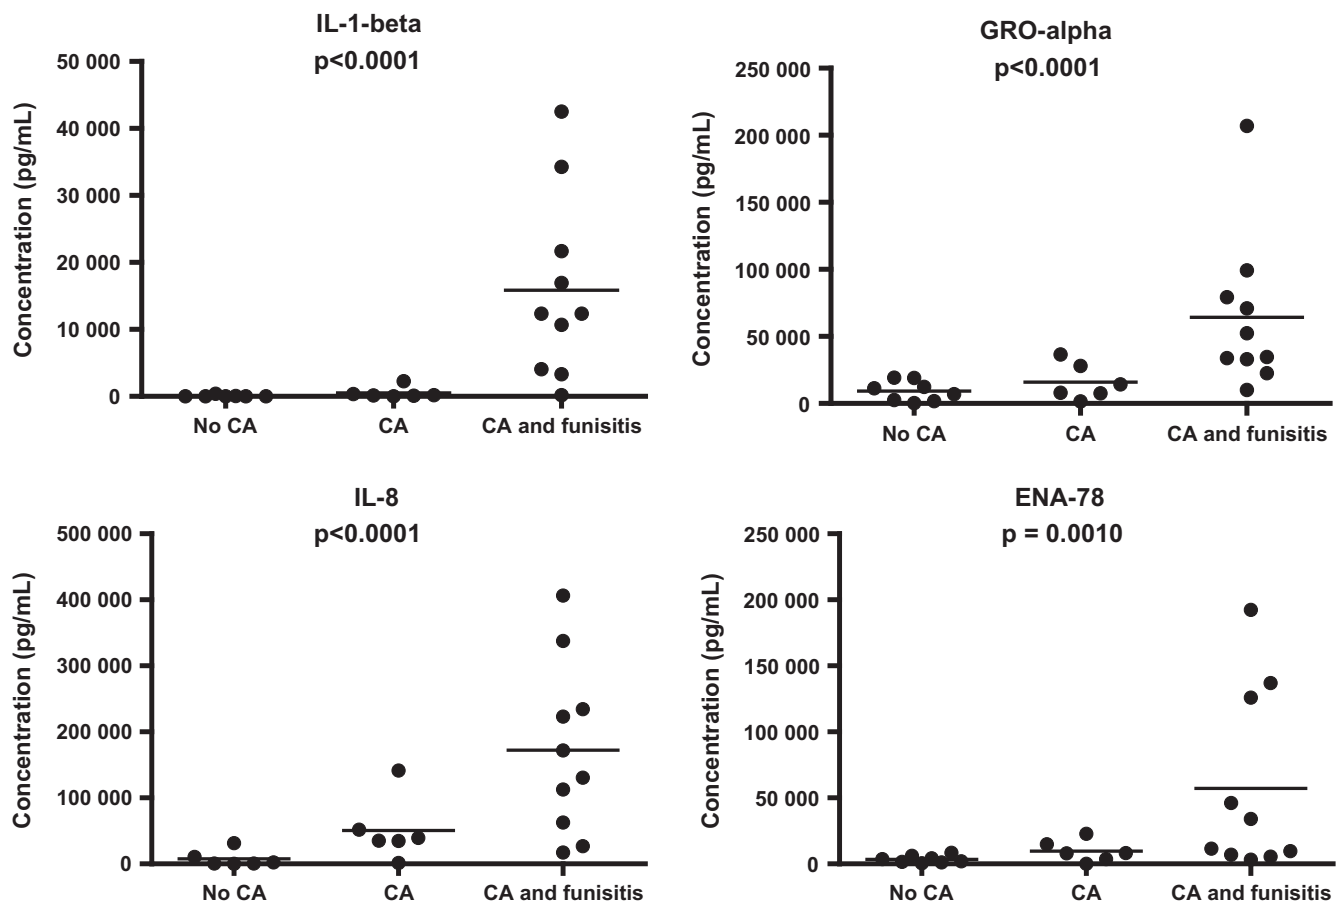 IL-1-beta
p<0.0001
Concentration (pg/mL)
50 000
40 000
30 000
20 000
10 000
0
No CA
CA
CA and funisitis
GRO-alpha
p<0.0001
Concentration (pg/mL)
250 000
200 000
150 000
100 000
50 000
0
No CA
CA
CA and funisitis
IL-8
p<0.0001
Concentration (pg/mL)
500 000
400 000
300 000
200 000
100 000
0
No CA
CA
CA and funisitis
ENA-78
p = 0.0010
Concentration (pg/mL)
250 000
200 000
150 000
100 000
50 000
0
No CA
CA
CA and funisitis